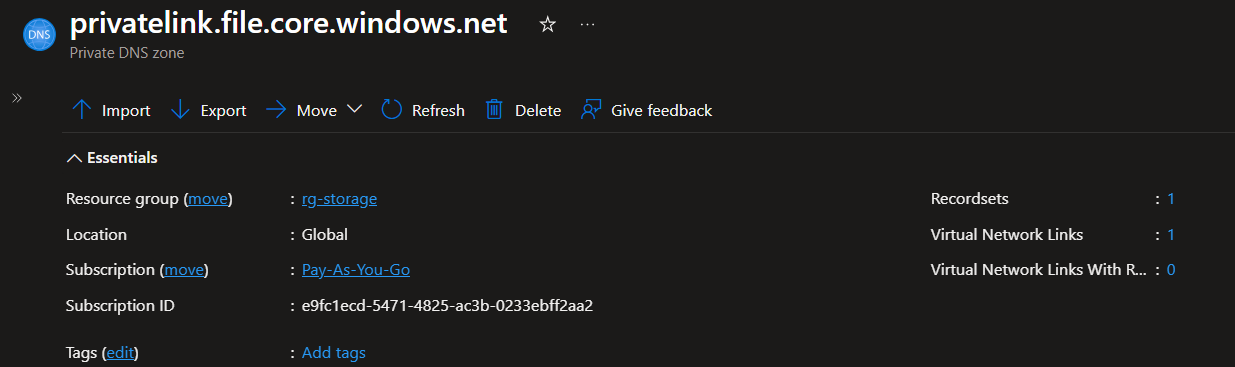 privatelink.file.core.windows.net
DNS
Private DNS zone
Import Export Move Refresh Delete Give feedback
Essentials
Resource group (move) : rg-storage Recordsets : 1
Location : Global Virtual Network Links : 1
Subscription (move) : Pay-As-You-Go Virtual Network Links With R... : 0
Subscription ID : e9fc1ecd-5471-4825-ac3b-0233ebff2aa2
Tags (edit) : Add tags